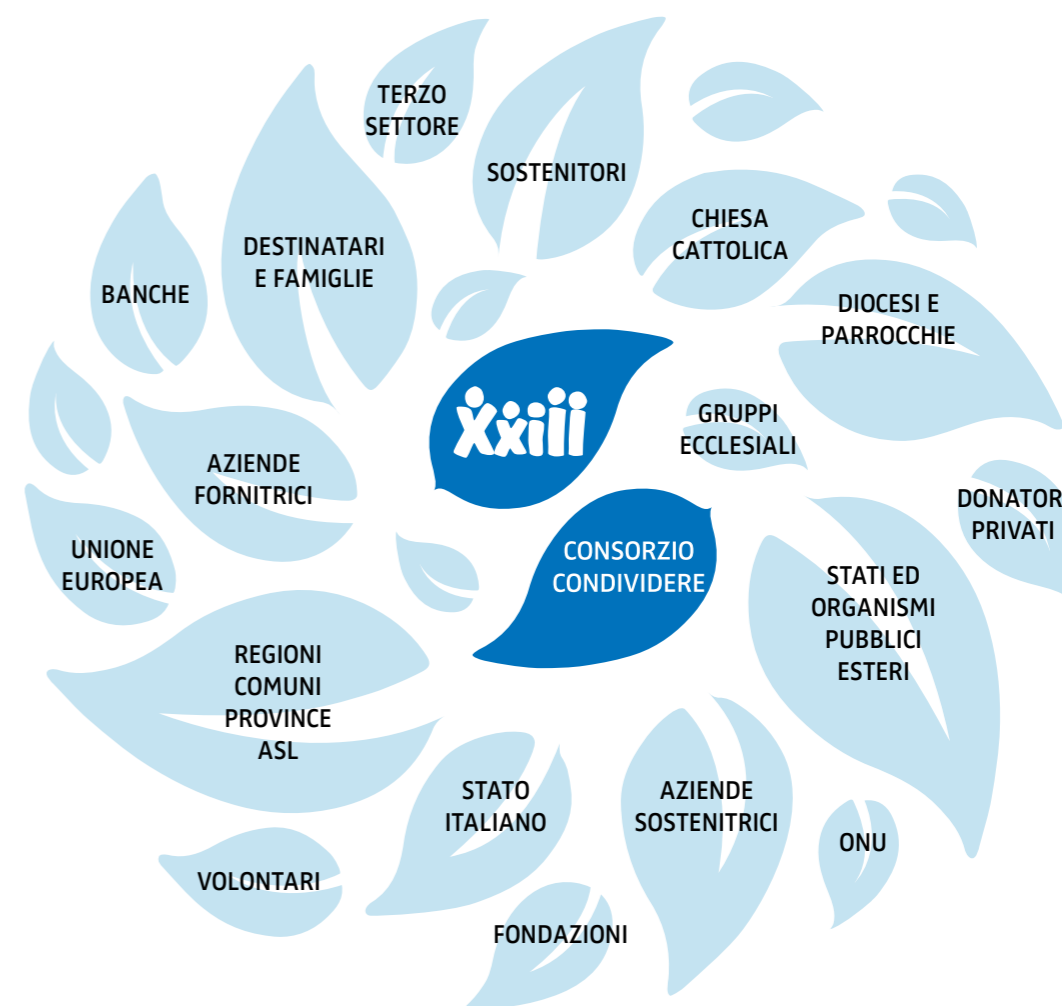 TERZO
SETTORE
SOSTENITORI
CHIESA
CATTOLICA
DESTINATARI
E FAMIGLIE
BANCHE
DIOCESI E
PARROCCHIE
Xxiii
GRUPPI
ECCLESIALI
AZIENDE
FORNITRICI
DONATOR
PRIVATI
UNIONE
EUROPEA
CONSORZIO
CONDIVIDERE
STATI ED
ORGANISMI
PUBBLICI
ESTERI
REGIONI
COMUNI
PROVINCE
ASL
STATO
ITALIANO
AZIENDE
SOSTENITRICI
ONU
VOLONTARI
FONDAZIONI